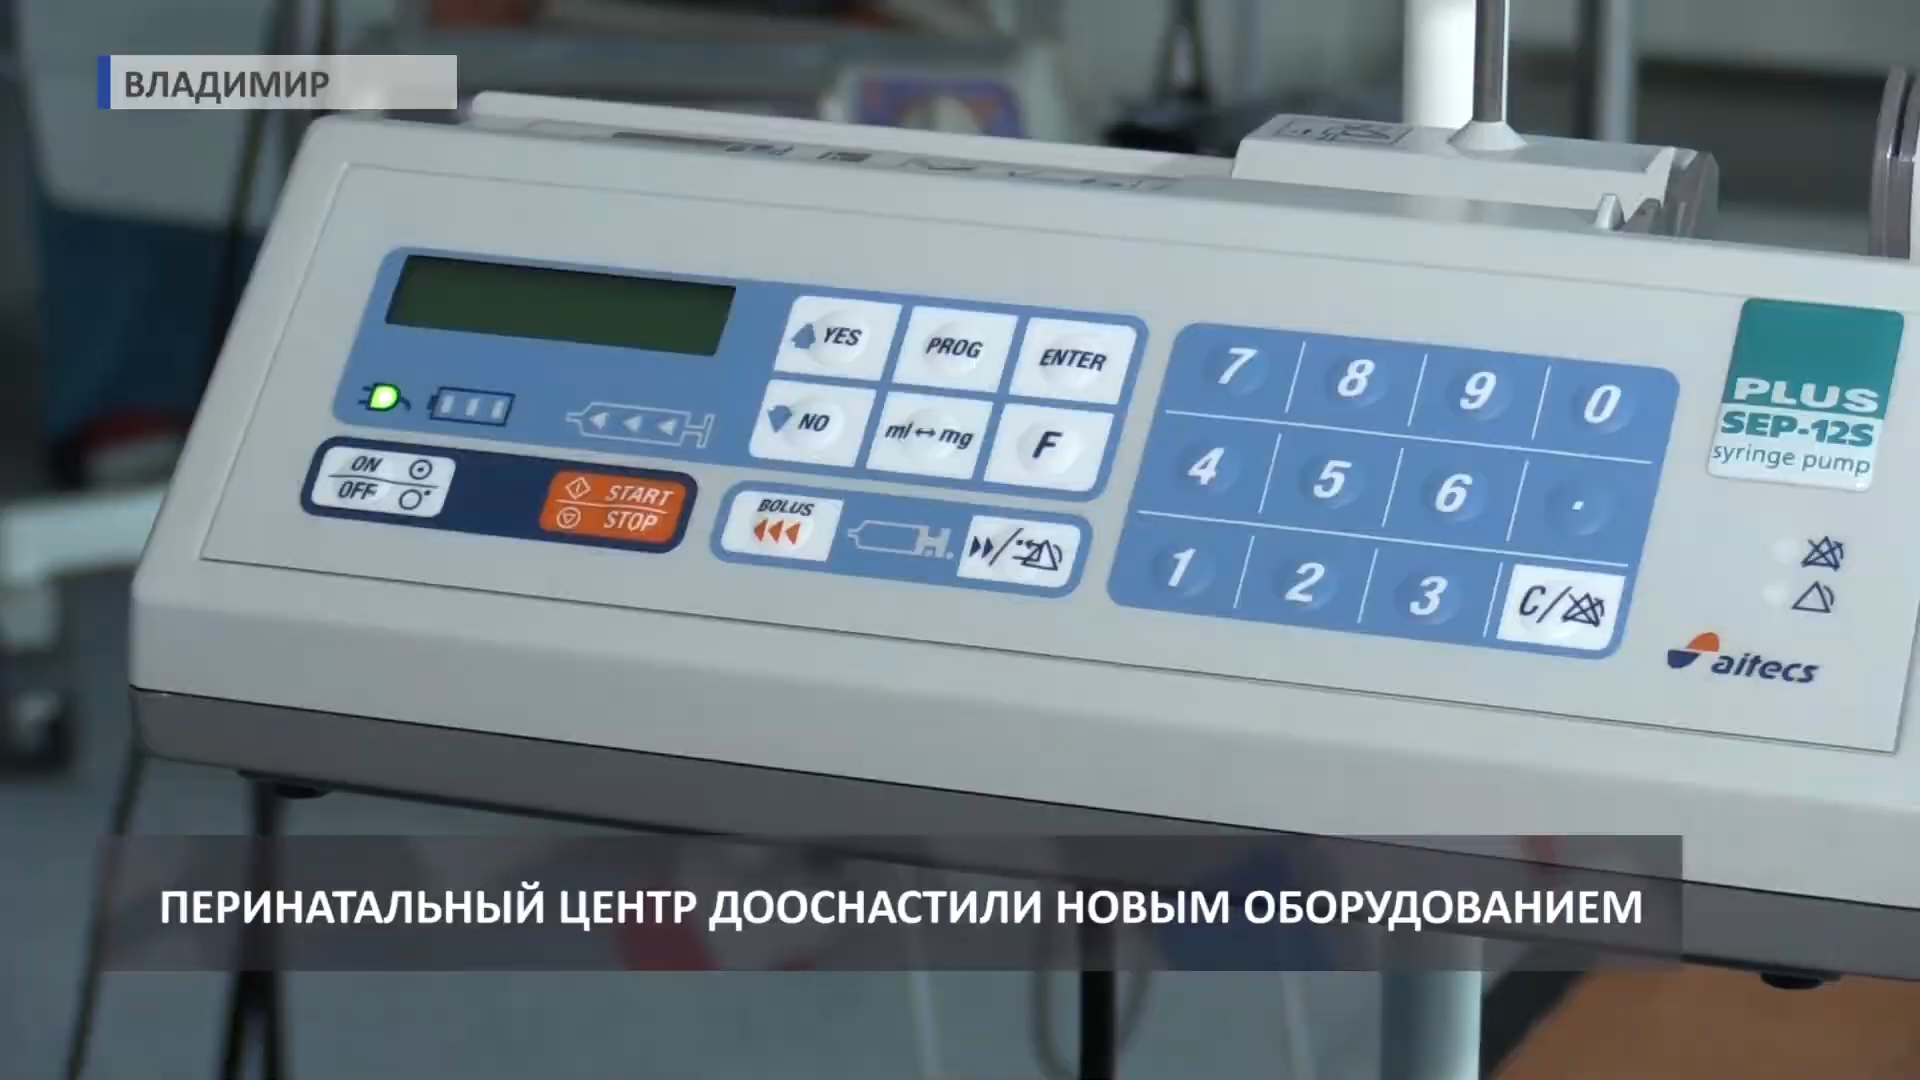 ВЛАДИМИР
YES
PROG
ENTER
NO
ml↔mg
F
ON
OFF
START
STOP
BOLUS
7 8 9 0
4 5 6 .
1 2 3 C/
PLUS
SEP-12S
syringe pump
aitecs
ПЕРИНАТАЛЬНЫЙ ЦЕНТР ДООСНАСТИЛИ НОВЫМ ОБОРУДОВАНИЕМ